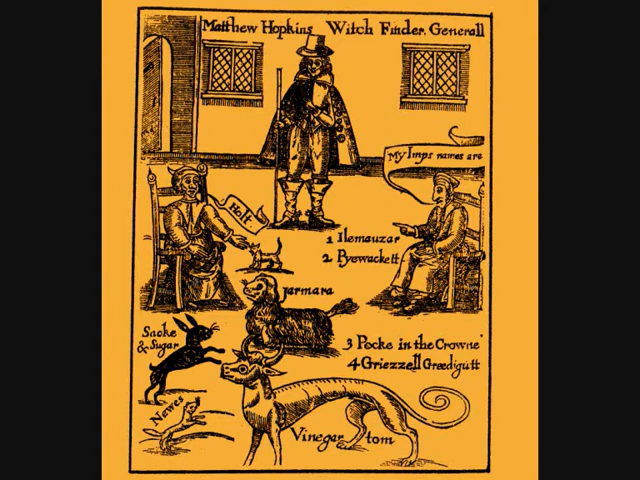 Matthew Hopkins Witch Finder Generall
My Imps names are
Holt
1 Ilemauzar
2 Pyewackett
Jarmara
3 Pecke in the Crowne
4 Griezzell Greedigutt
Sacke
& Sugar
Newes
Vinegar tom